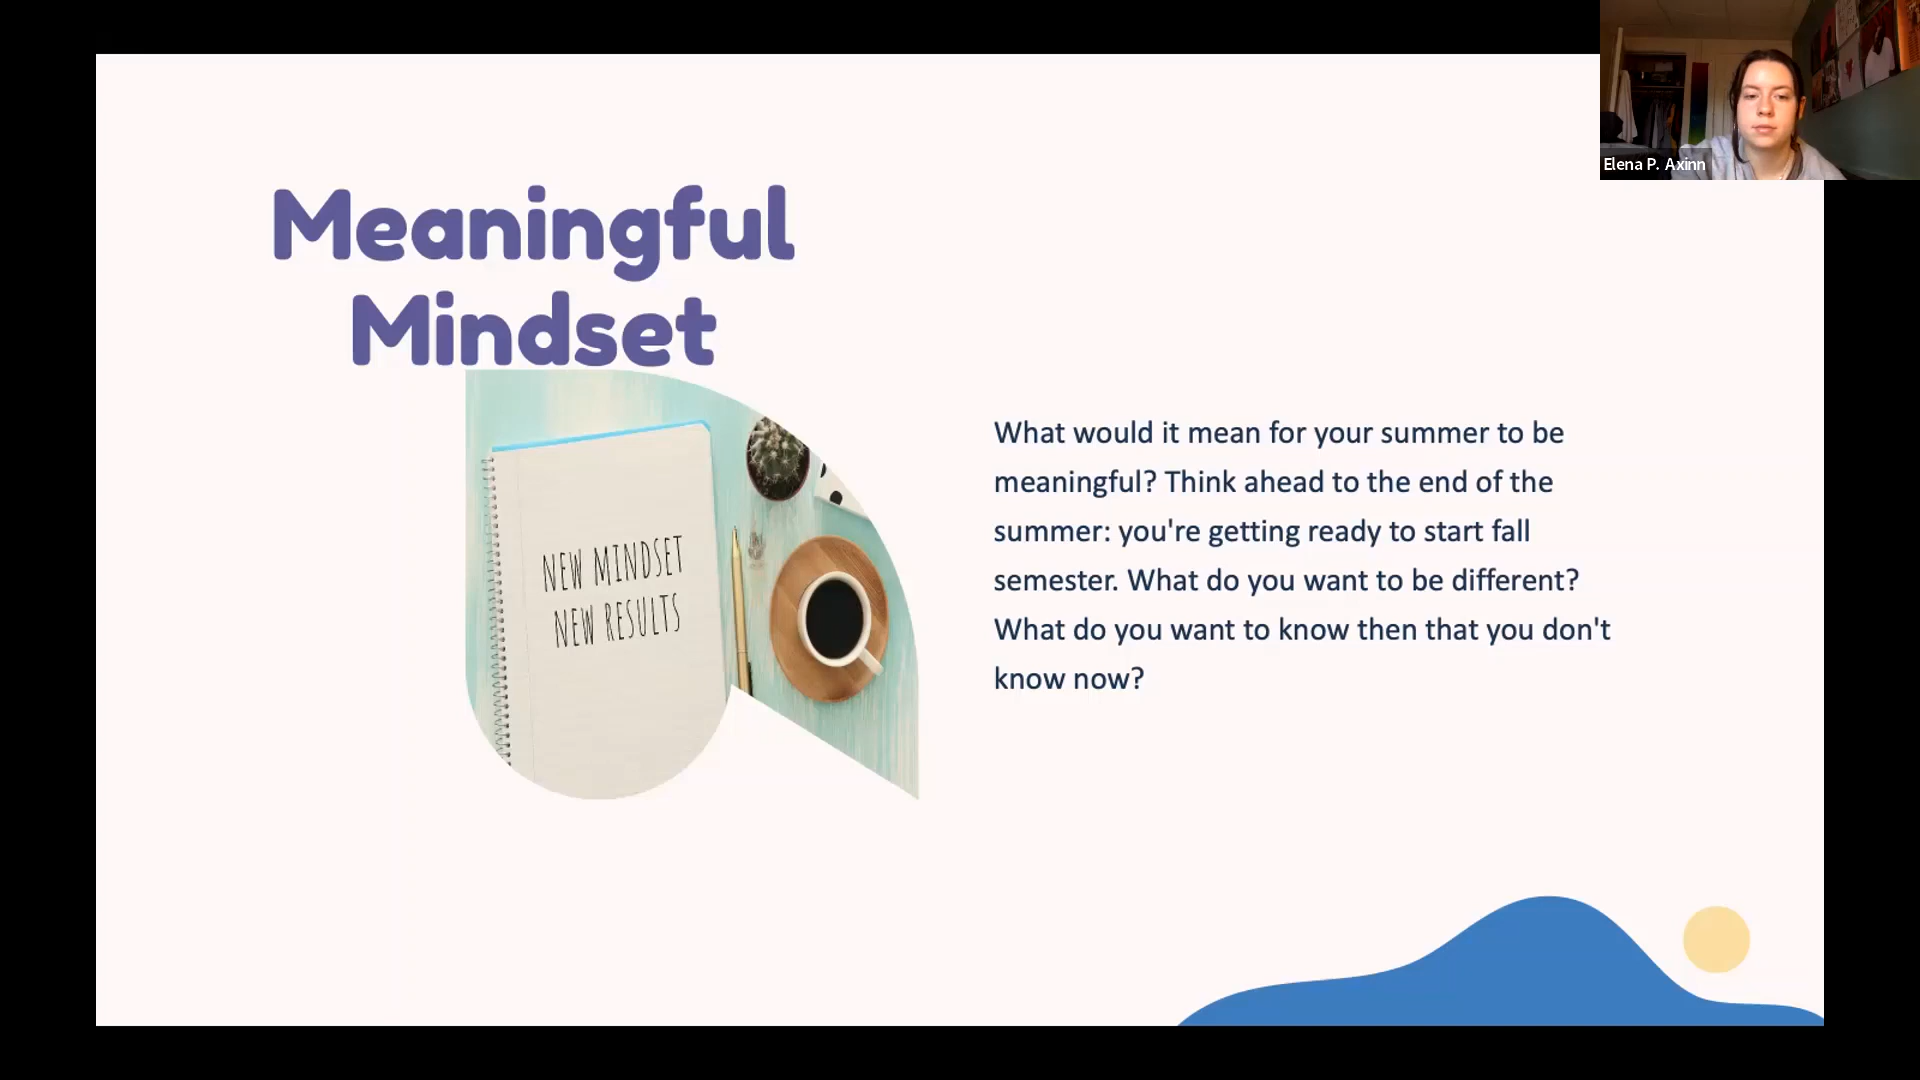 Elena P. Axinn
Meaningful
Mindset
NEW MINDSET
NEW RESULTS
What would it mean for your summer to be
meaningful? Think ahead to the end of the
summer: you're getting ready to start fall
semester. What do you want to be different?
What do you want to know then that you don't
know now?